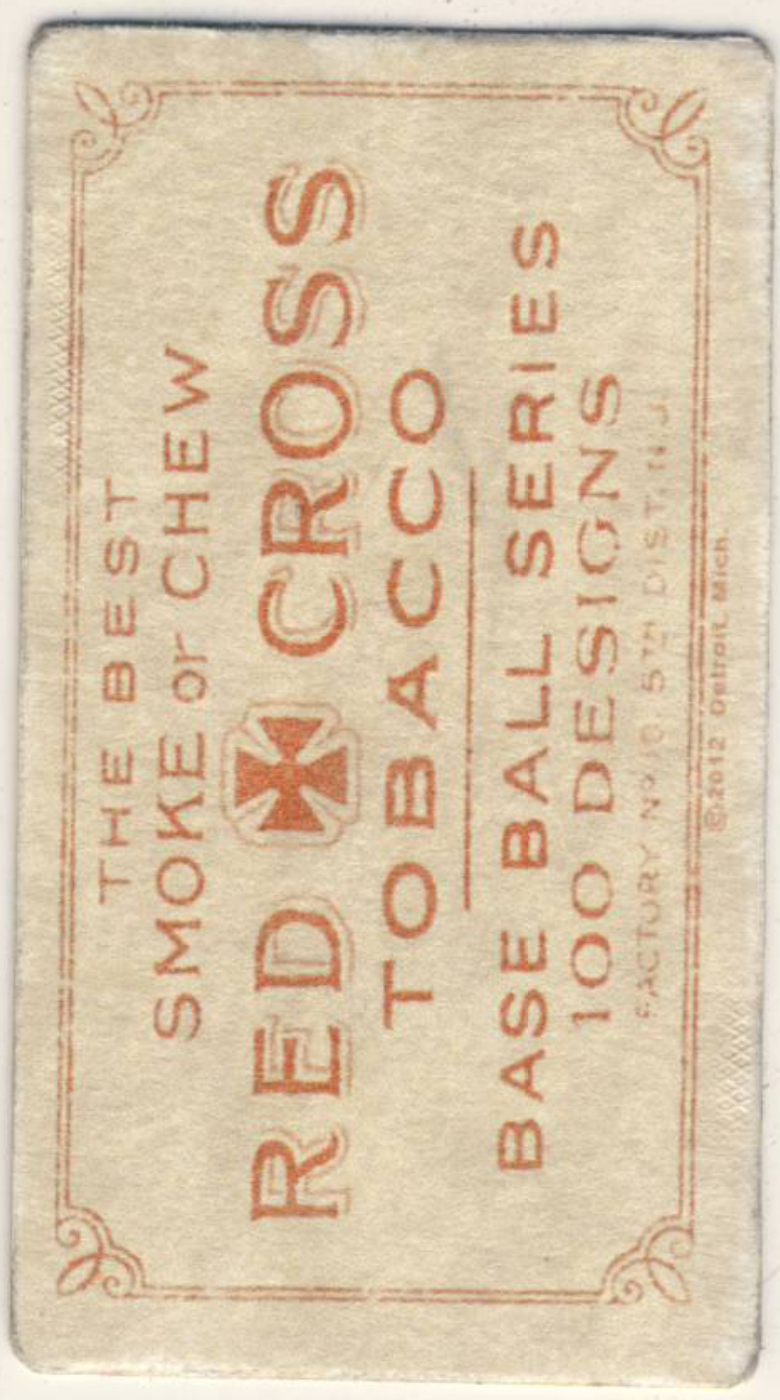 THE BEST
SMOKE or CHEW
RED CROSS
TOBACCO
BASE BALL SERIES
100 DESIGNS
FACTORY Nº 10. 5TH DIST. N.J.
©2012 Detroit, Mich.